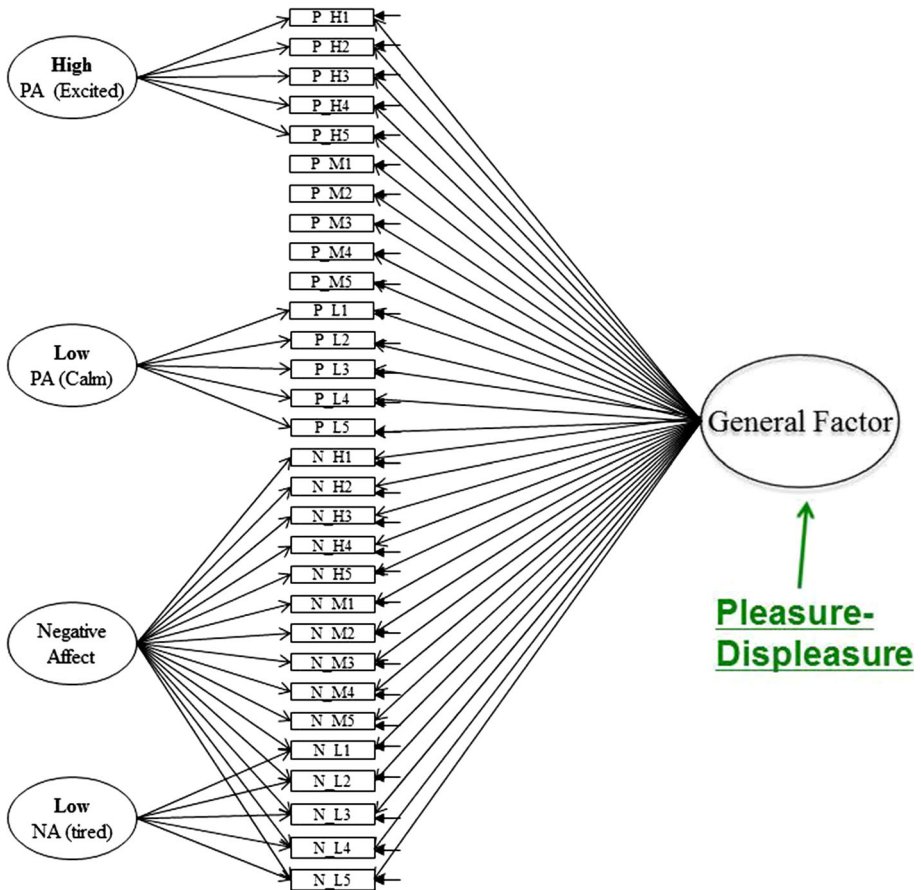 High
PA (Excited)
Low
PA (Calm)
Negative
Affect
Low
NA (tired)
P_H1
P_H2
P_H3
P_H4
P_H5
P_M1
P_M2
P_M3
P_M4
P_M5
P_L1
P_L2
P_L3
P_L4
P_L5
N_H1
N_H2
N_H3
N_H4
N_H5
N_M1
N_M2
N_M3
N_M4
N_M5
N_L1
N_L2
N_L3
N_L4
N_L5
General Factor
Pleasure-
Displeasure